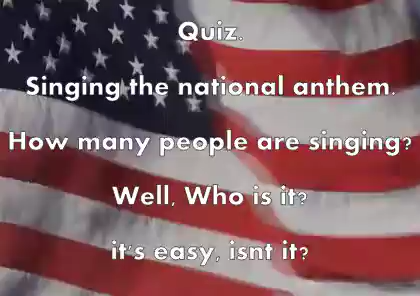 Quiz.
Singing the national anthem.
How many people are singing?
Well, Who is it?
it's easy, isnt it?